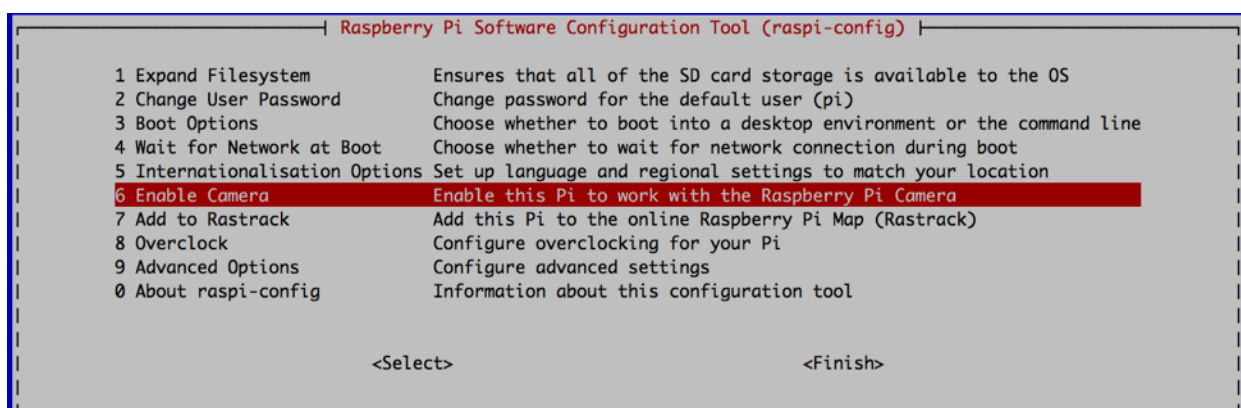 Raspberry Pi Software Configuration Tool (raspi-config)
1 Expand Filesystem Ensures that all of the SD card storage is available to the OS
2 Change User Password Change password for the default user (pi)
3 Boot Options Choose whether to boot into a desktop environment or the command line
4 Wait for Network at Boot Choose whether to wait for network connection during boot
5 Internationalisation Options Set up language and regional settings to match your location
6 Enable Camera Enable this Pi to work with the Raspberry Pi Camera
7 Add to Rastrack Add this Pi to the online Raspberry Pi Map (Rastrack)
8 Overclock Configure overclocking for your Pi
9 Advanced Options Configure advanced settings
0 About raspi-config Information about this configuration tool
<Select> <Finish>